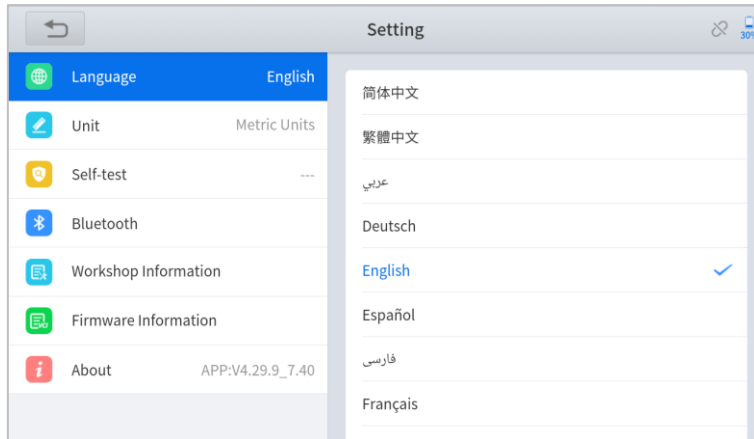 Setting
30%
Language English
Unit Metric Units
Self-test ---
Bluetooth
Workshop Information
Firmware Information
About APP:V4.29.9_7.40
简体中文
繁體中文
عربي
Deutsch
English
Español
فارسی
Français